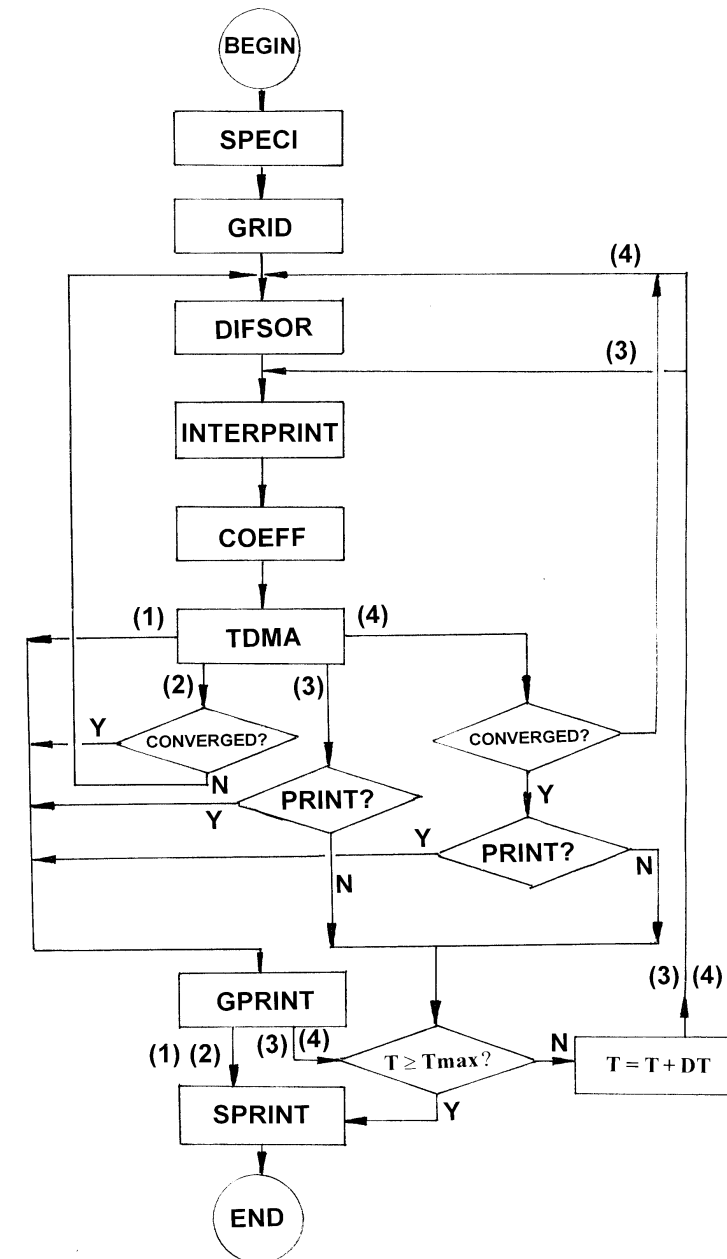 BEGIN
SPECI
GRID
(4)
DIFSOR
(3)
INTERPRINT
COEFF
(1)
TDMA
(4)
(2)
(3)
Y
CONVERGED?
CONVERGED?
N
PRINT?
Y
Y
Y
PRINT?
N
N
GPRINT
(3) (4)
(1) (2)
(3)
(4)
T ≥ Tmax?
N
T = T + DT
SPRINT
Y
END